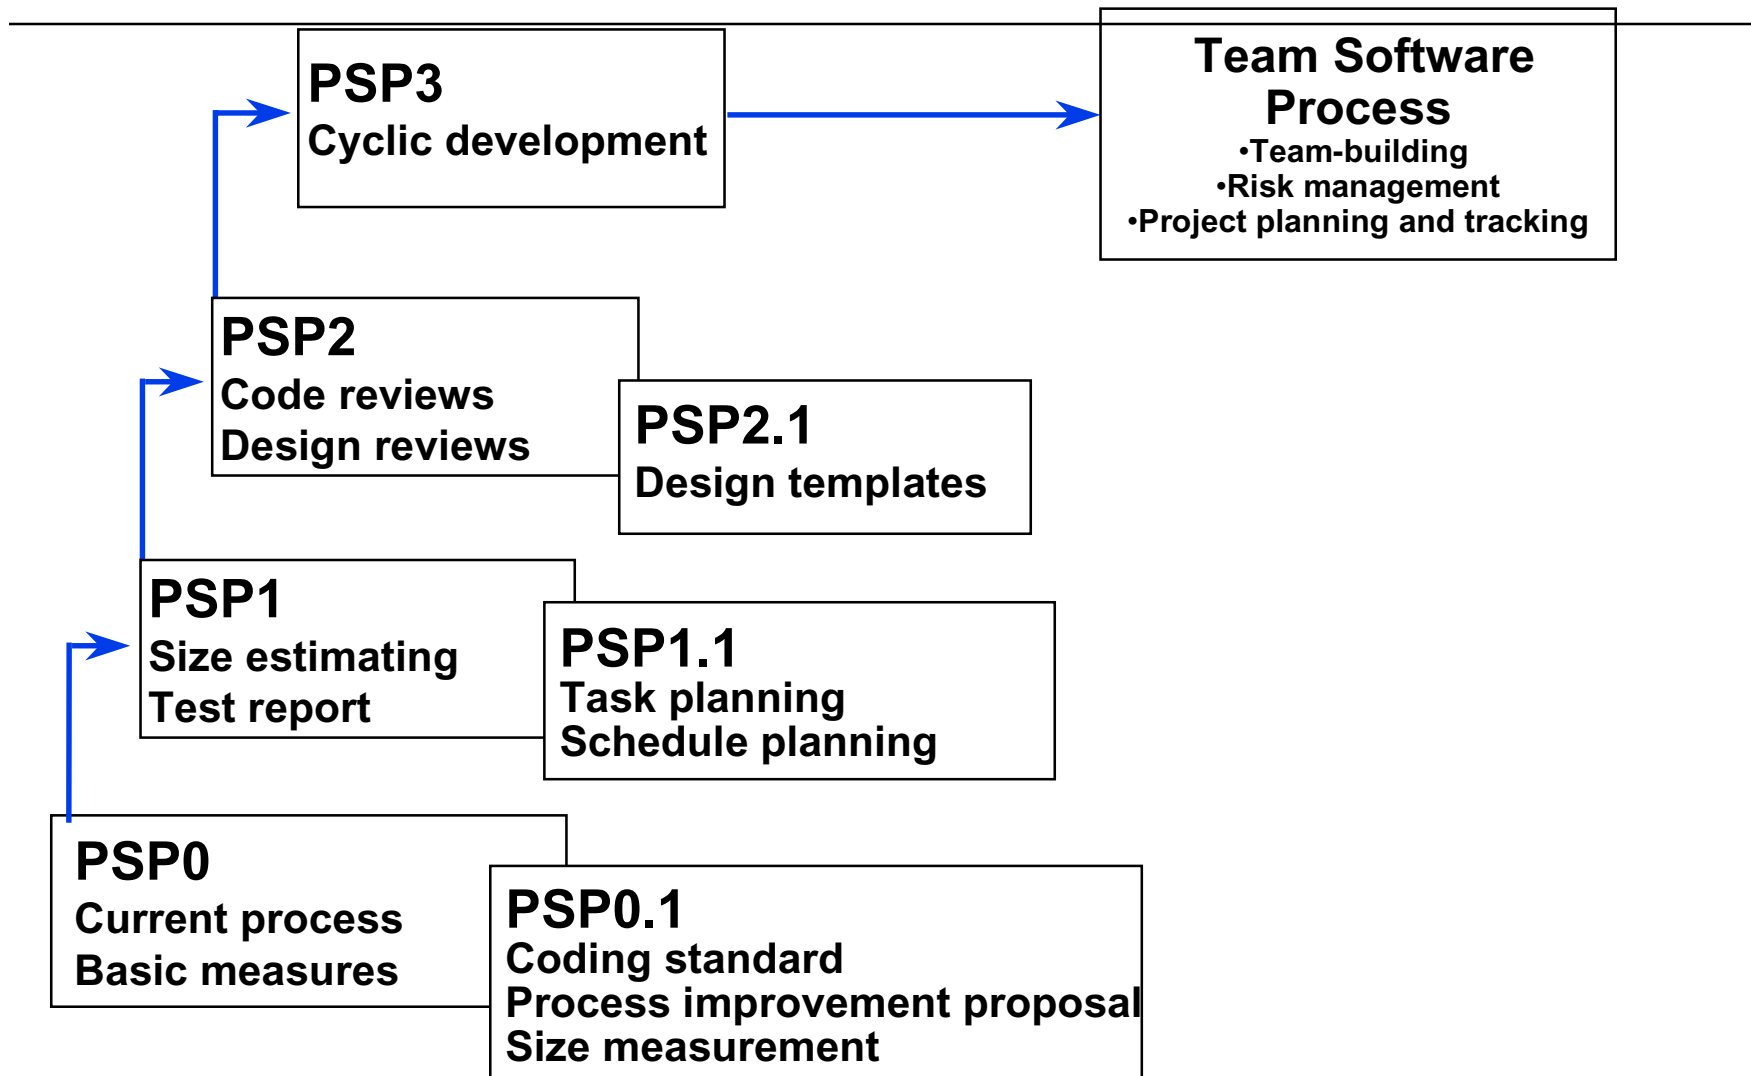 PSP3
Cyclic development
Team Software
Process
•Team-building
•Risk management
•Project planning and tracking
PSP2
Code reviews
Design reviews
PSP2.1
Design templates
PSP1
Size estimating
Test report
PSP1.1
Task planning
Schedule planning
PSP0
Current process
Basic measures
PSP0.1
Coding standard
Process improvement proposal
Size measurement